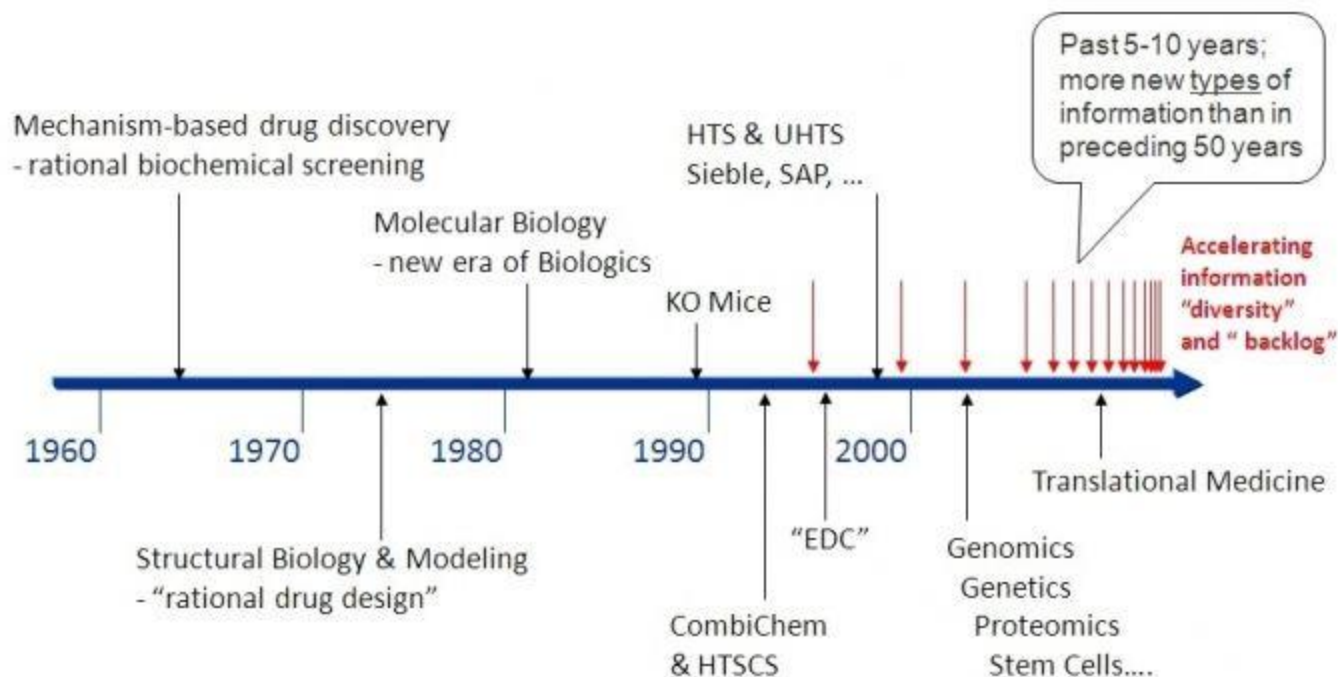 Past 5-10 years;
more new types of
information than in
preceding 50 years
Mechanism-based drug discovery
- rational biochemical screening
HTS & UHTS
Sieble, SAP, ...
Molecular Biology
- new era of Biologics
KO Mice
Accelerating
information
“diversity”
and “ backlog”
1960
1970
1980
1990
2000
Translational Medicine
Structural Biology & Modeling
- “rational drug design”
“EDC”
Genomics
Genetics
Proteomics
Stem Cells....
CombiChem
& HTSCS